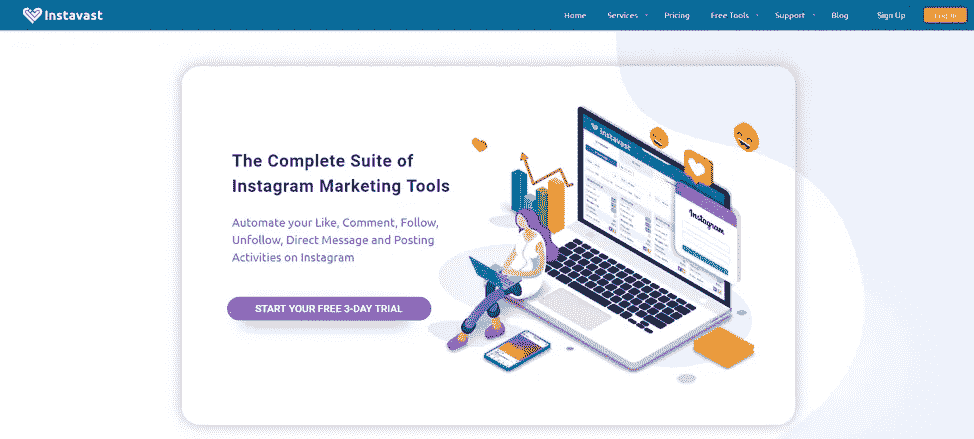 Instavast
Home Services Pricing Free Tools Support Blog Sign Up Log In
The Complete Suite of
Instagram Marketing Tools
Automate your Like, Comment, Follow,
Unfollow, Direct Message and Posting
Activities on Instagram
START YOUR FREE 3-DAY TRIAL
instavast
Instagram